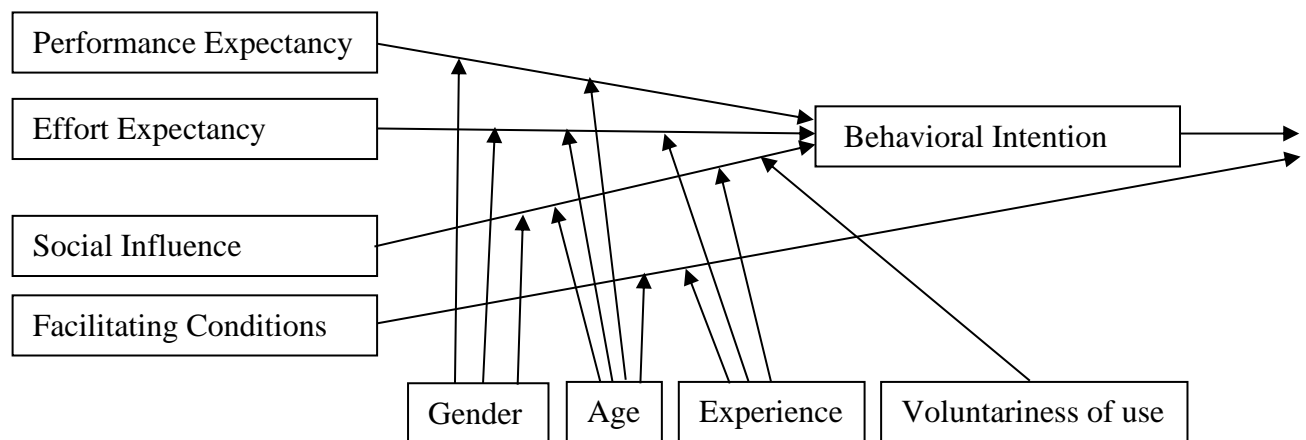 Performance Expectancy
Effort Expectancy
Behavioral Intention
Social Influence
Facilitating Conditions
Gender
Age
Experience
Voluntariness of use